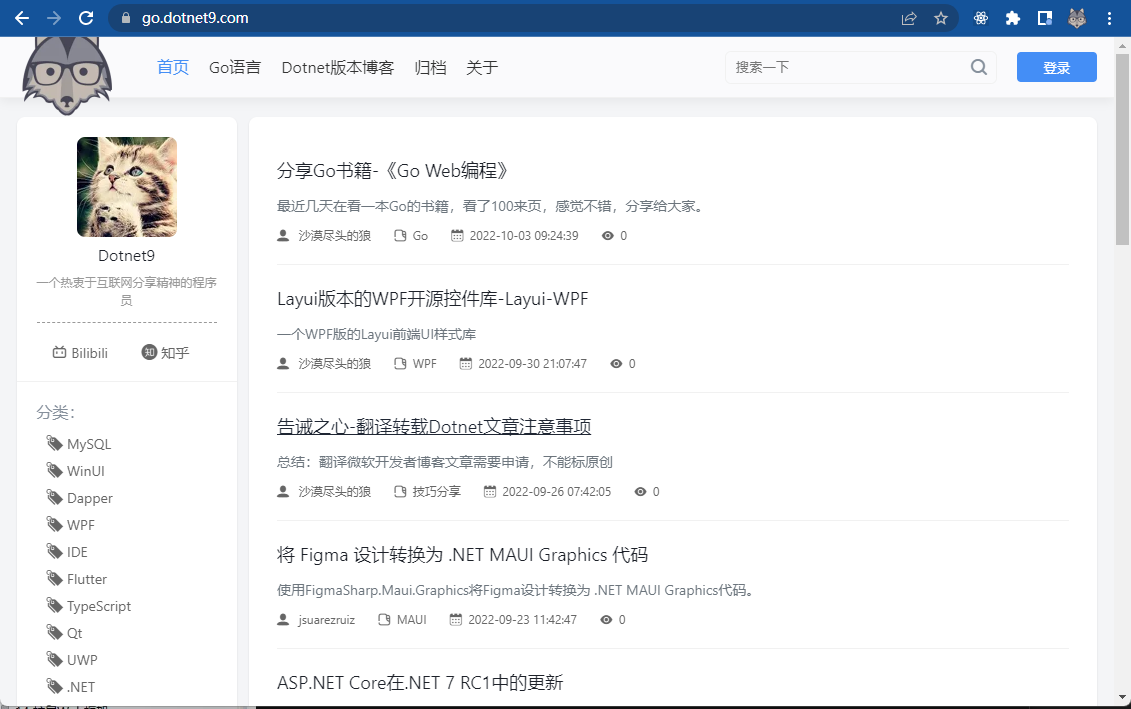 go.dotnet9.com
首页 Go语言 Dotnet版本博客 归档 关于 搜索一下 登录
Dotnet9
一个热衷于互联网分享精神的程序
员
Bilibili 知乎
分类：
MySQL
WinUI
Dapper
WPF
IDE
Flutter
TypeScript
Qt
UWP
.NET
分享Go书籍-《Go Web编程》
最近几天在看一本Go的书籍，看了100来页，感觉不错，分享给大家。
沙漠尽头的狼 Go 2022-10-03 09:24:39 0
Layui版本的WPF开源控件库-Layui-WPF
一个WPF版的Layui前端UI样式库
沙漠尽头的狼 WPF 2022-09-30 21:07:47 0
告诫之心-翻译转载Dotnet文章注意事项
总结：翻译微软开发者博客文章需要申请，不能标原创
沙漠尽头的狼 技巧分享 2022-09-26 07:42:05 0
将 Figma 设计转换为 .NET MAUI Graphics 代码
使用FigmaSharp.Maui.Graphics将Figma设计转换为 .NET MAUI Graphics代码。
jsuarezruiz MAUI 2022-09-23 11:42:47 0
ASP.NET Core在.NET 7 RC1中的更新